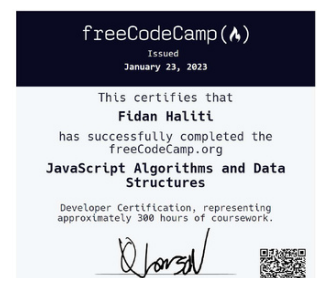 freeCodeCamp(🔥)
Issued
January 23, 2023
This certifies that
Fidan Haliti
has successfully completed the
freeCodeCamp.org
JavaScript Algorithms and Data
Structures
Developer Certification, representing
approximately 300 hours of coursework.